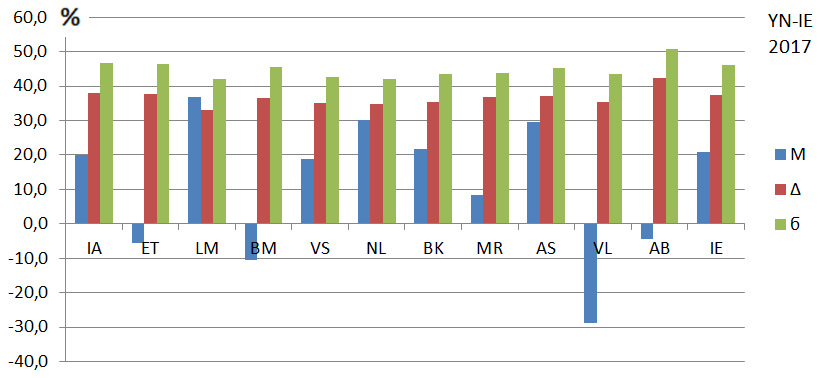 60,0 %
50,0
40,0
30,0
20,0
10,0
0,0
-10,0
-20,0
-30,0
-40,0
IA ET LM BM VS NL BK MR AS VL AB IE
YN-IE
2017
M
Δ
б